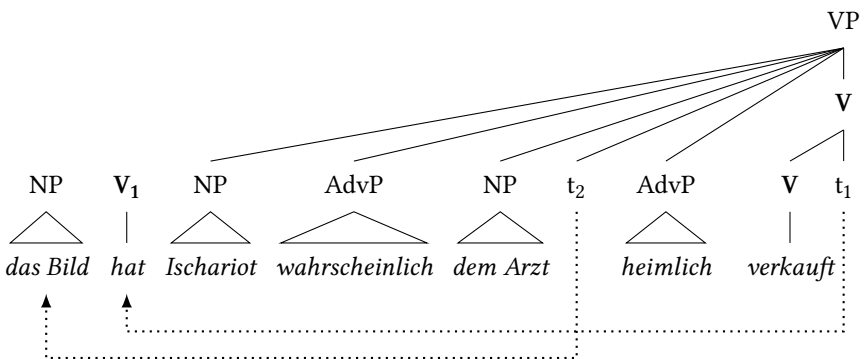 VP
V
NP V₁ NP AdvP NP t₂ AdvP V t₁
das Bild hat Ischariot wahrscheinlich dem Arzt heimlich verkauft